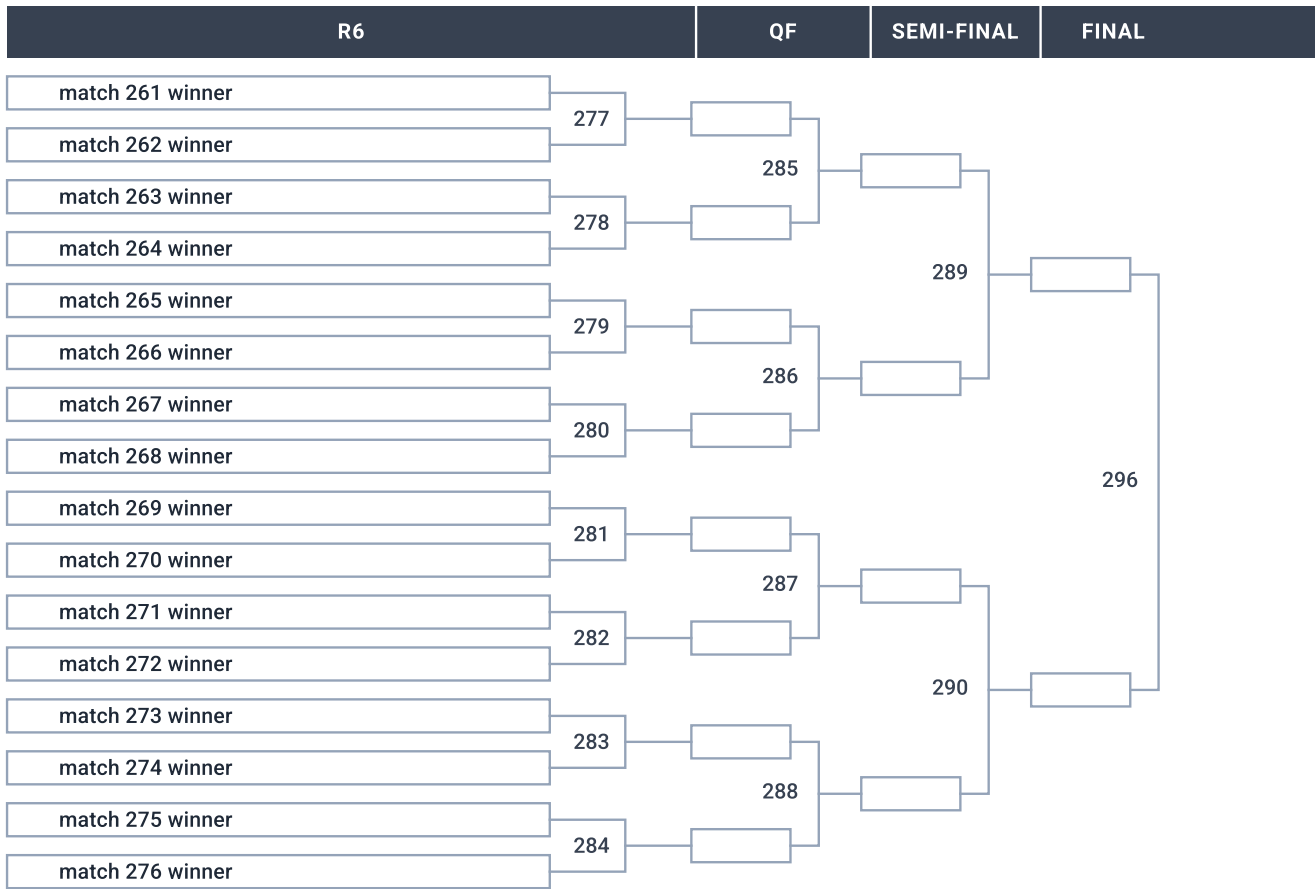 R6 QF SEMI-FINAL FINAL
match 261 winner
277
match 262 winner
285
match 263 winner
278
match 264 winner
289
match 265 winner
279
match 266 winner
286
match 267 winner
280
match 268 winner
296
match 269 winner
281
match 270 winner
287
match 271 winner
282
match 272 winner
290
match 273 winner
283
match 274 winner
288
match 275 winner
284
match 276 winner